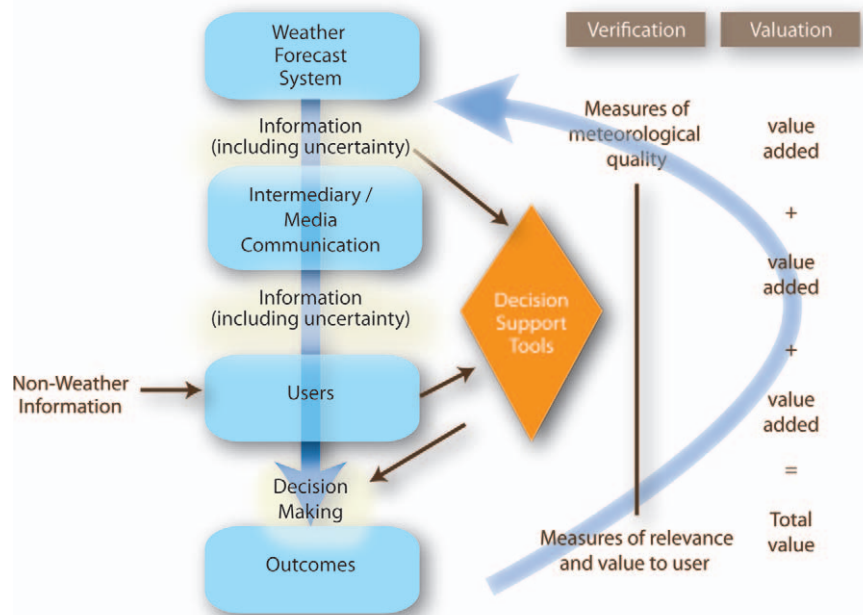 Weather
Forecast
System
Information
(including uncertainty)
Intermediary /
Media
Communication
Information
(including uncertainty)
Non-Weather
Information
Users
Decision
Making
Outcomes
Decision
Support
Tools
Verification
Measures of
meteorological
quality
Measures of relevance
and value to user
Valuation
value
added
+
value
added
+
value
added
=
Total
value